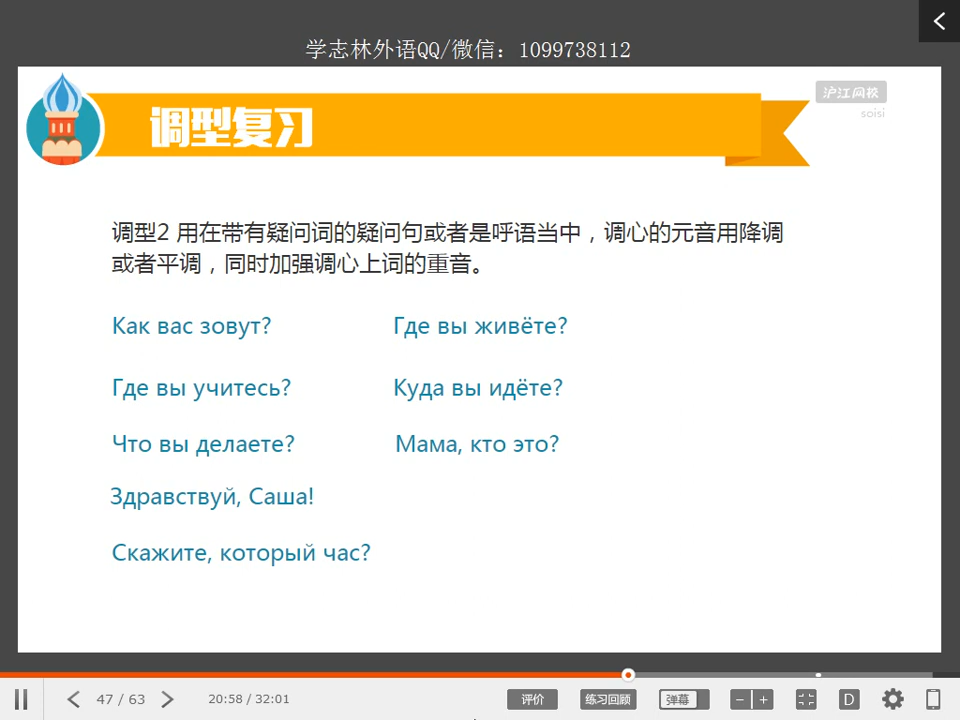 学志林外语QQ/微信：1099738112
沪江网校
soisi
调型复习
调型2 用在带有疑问词的疑问句或者是呼语当中，调心的元音用降调
或者平调，同时加强调心上词的重音。
Как вас зовут?
Где вы живёте?
Где вы учитесь?
Куда вы идёте?
Что вы делаете?
Мама, кто это?
Здравствуй, Саша!
Скажите, который час?
47 / 63
20:58 / 32:01
评价
练习回顾
弹幕
D